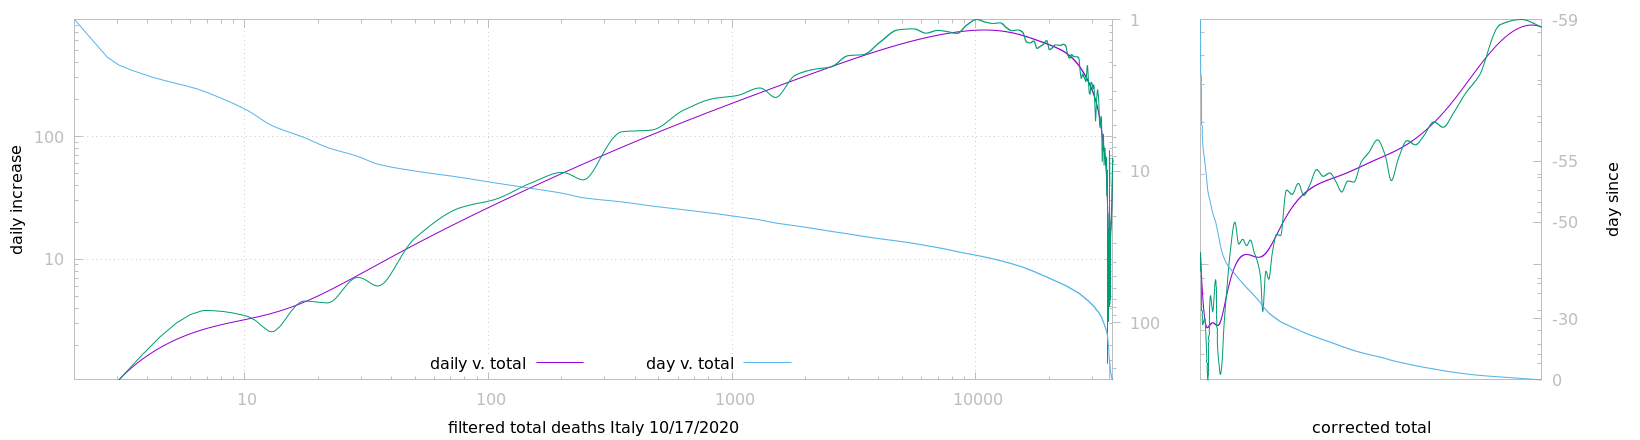 daily increase
100
10
10
100
1000
10000
1
10
100
daily v. total
day v. total
filtered total deaths Italy 10/17/2020
-59
-55
-50
-30
0
day since
corrected total